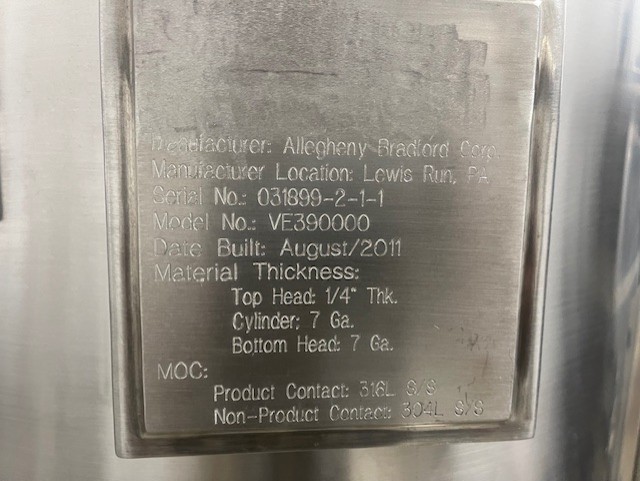 Manufacturer: Allegheny Bradford Corp
Manufacturer Location: Lewis Run, PA
Serial No.: 031899-2-1-1
Model No.: VE390000
Date Built: August/2011
Material Thickness:
Top Head: 1/4" Thk.
Cylinder: 7 Ga.
Bottom Head: 7 Ga.
MOC:
Product Contact: 316L S/S
Non-Product Contact: 304L S/S